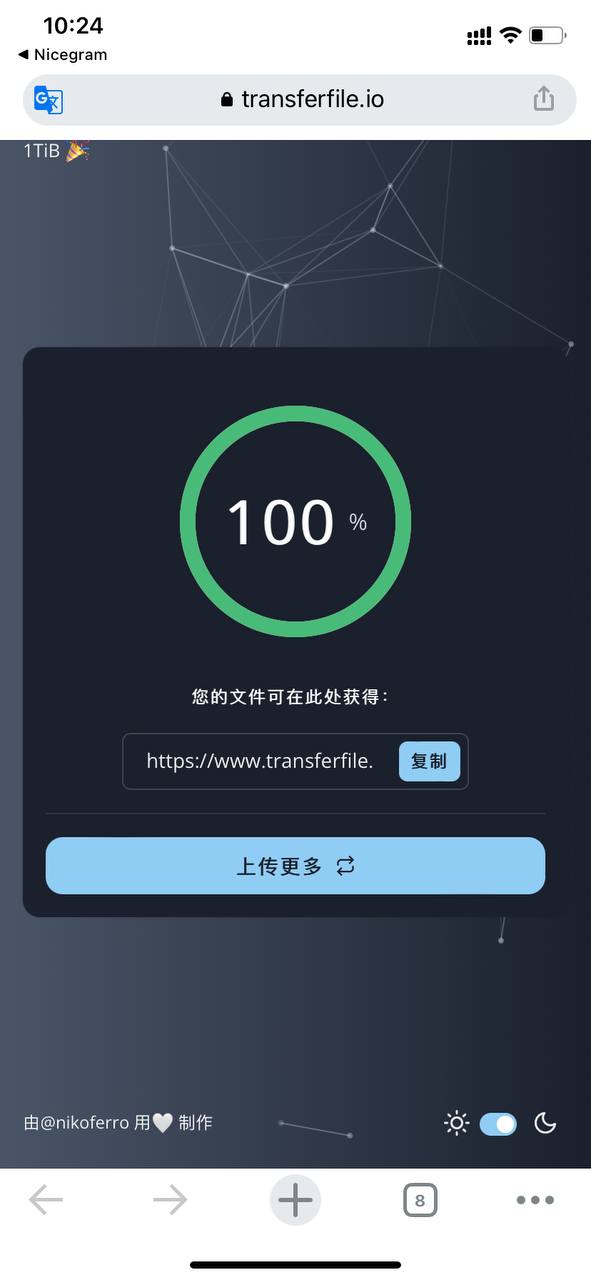 10:24
◀ Nicegram
transferfile.io
1TiB 🎉
100 %
您的文件可在此处获得：
https://www.transferfile.
复制
上传更多
由@nikoferro 用🤍 制作
8